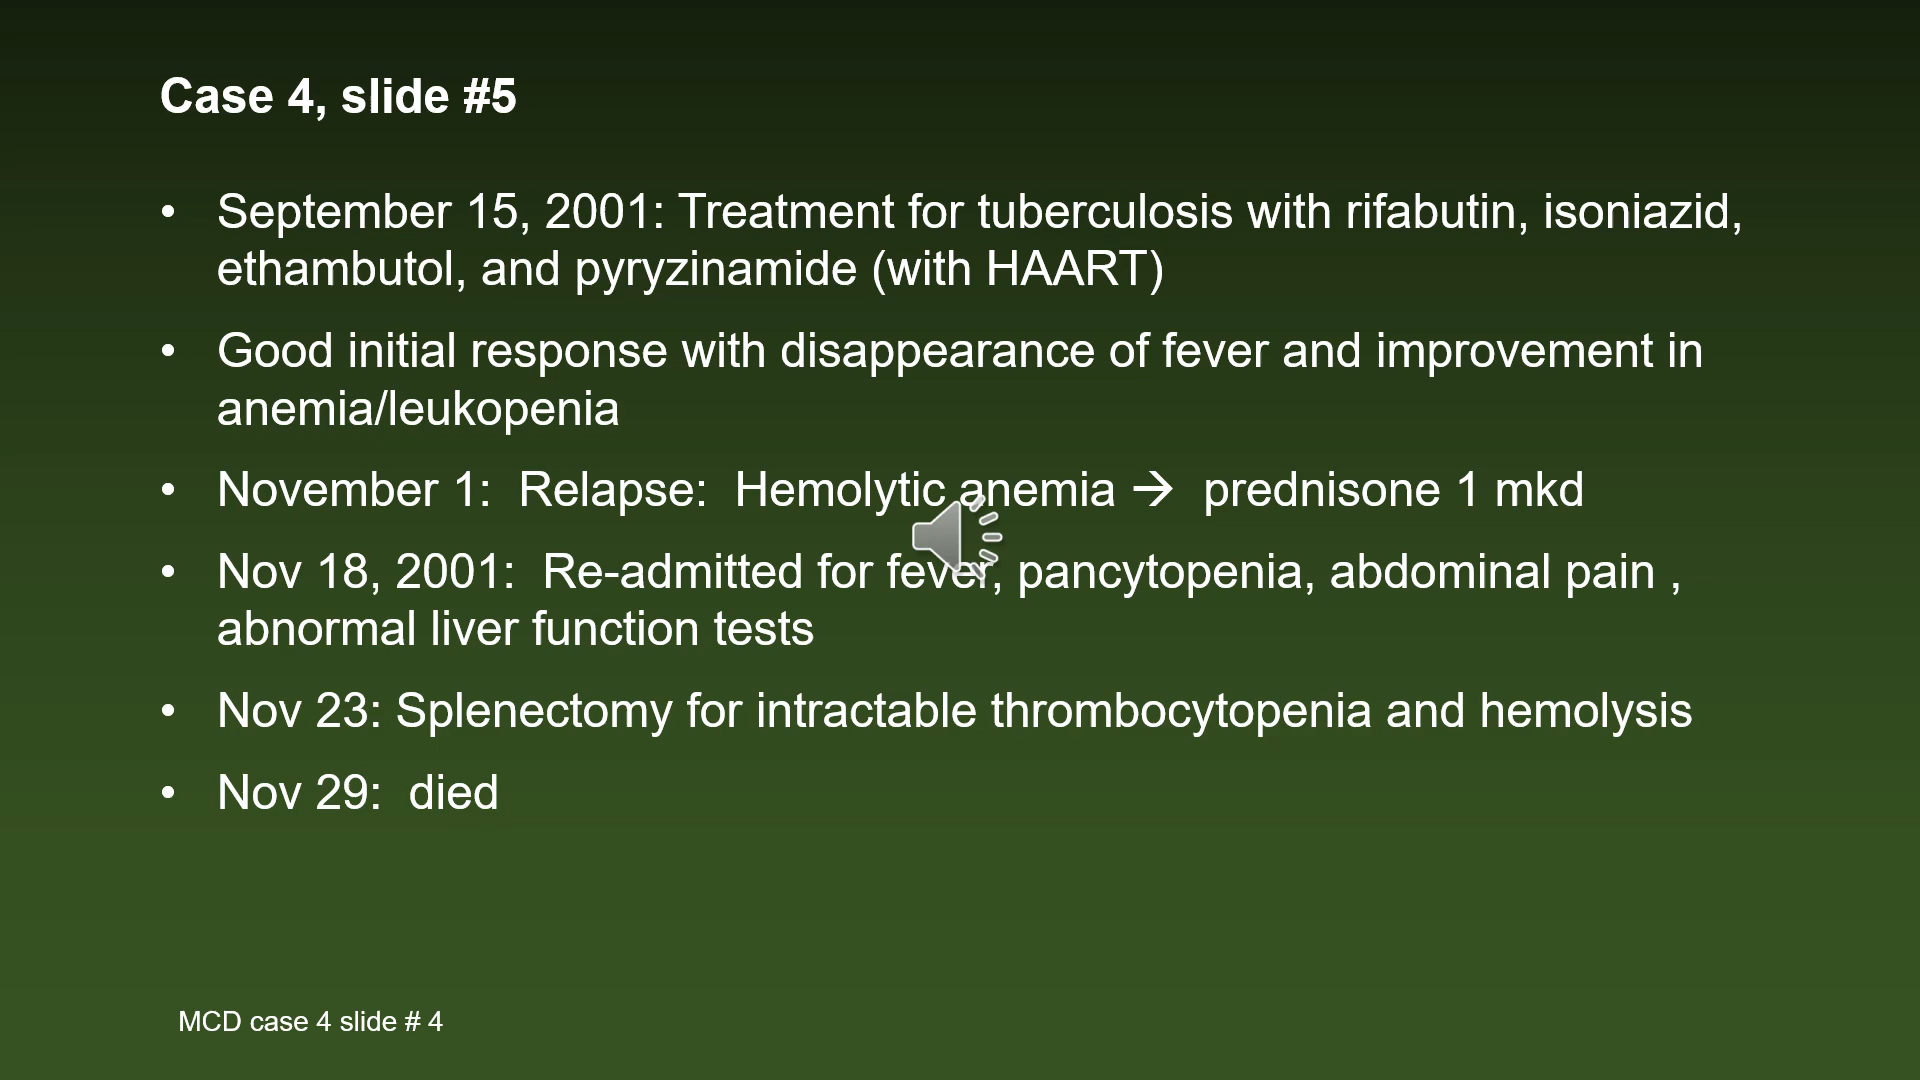 Case 4, slide #5
• September 15, 2001: Treatment for tuberculosis with rifabutin, isoniazid,
ethambutol, and pyryzinamide (with HAART)
• Good initial response with disappearance of fever and improvement in
anemia/leukopenia
• November 1:  Relapse:  Hemolytic anemia →  prednisone 1 mkd
• Nov 18, 2001:  Re-admitted for fever, pancytopenia, abdominal pain ,
abnormal liver function tests
• Nov 23: Splenectomy for intractable thrombocytopenia and hemolysis
• Nov 29:  died
MCD case 4 slide # 4